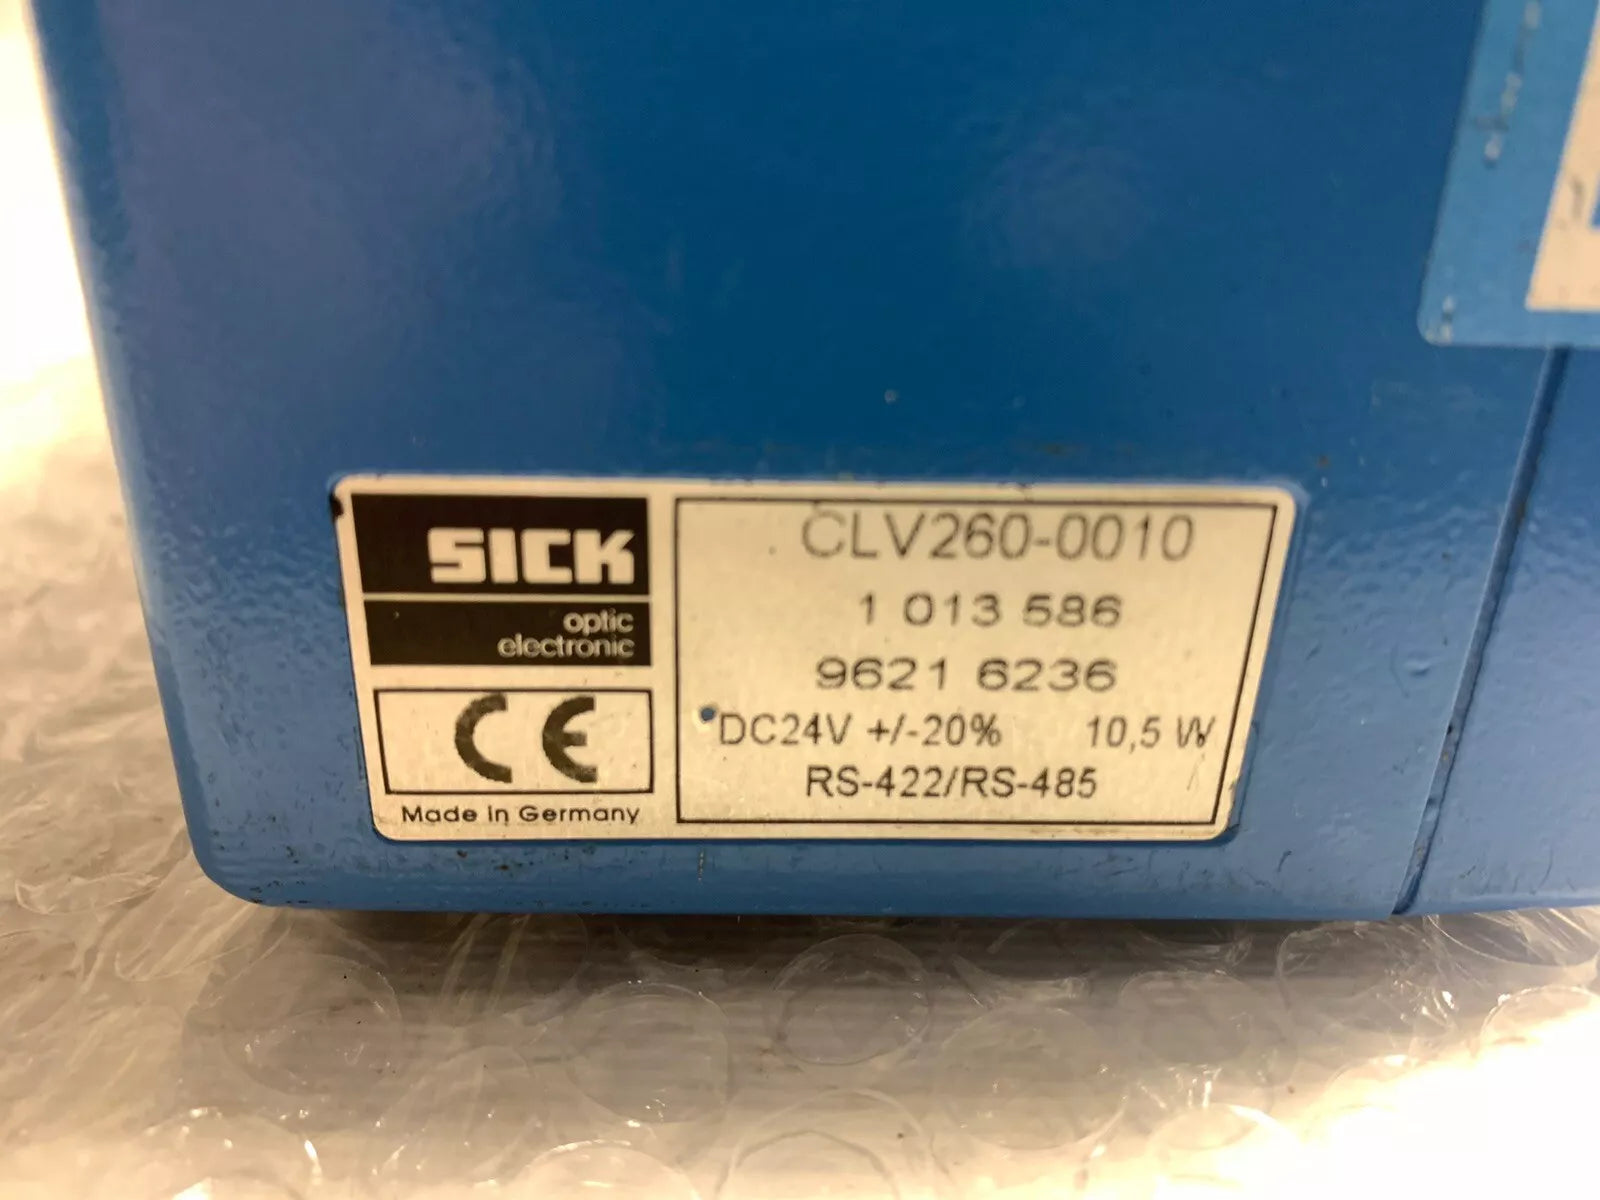 SICK
optic
electronic
CE
Made in Germany
CLV260-0010
1 013 586
9621 6236
DC24V +/-20% 10,5 W
RS-422/RS-485